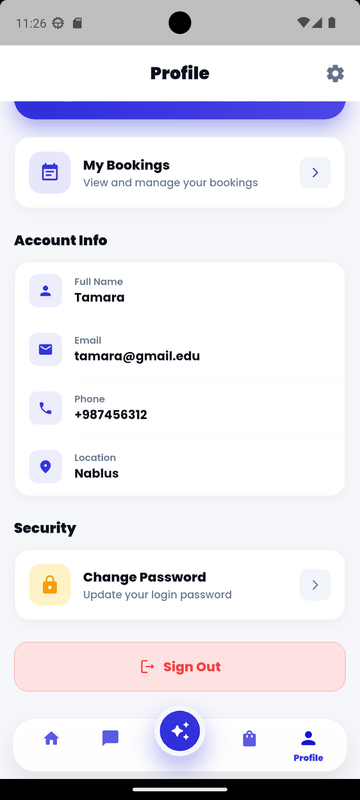 11:26
Profile
My Bookings
View and manage your bookings
Account Info
Full Name
Tamara
Email
tamara@gmail.edu
Phone
+987456312
Location
Nablus
Security
Change Password
Update your login password
Sign Out
Profile